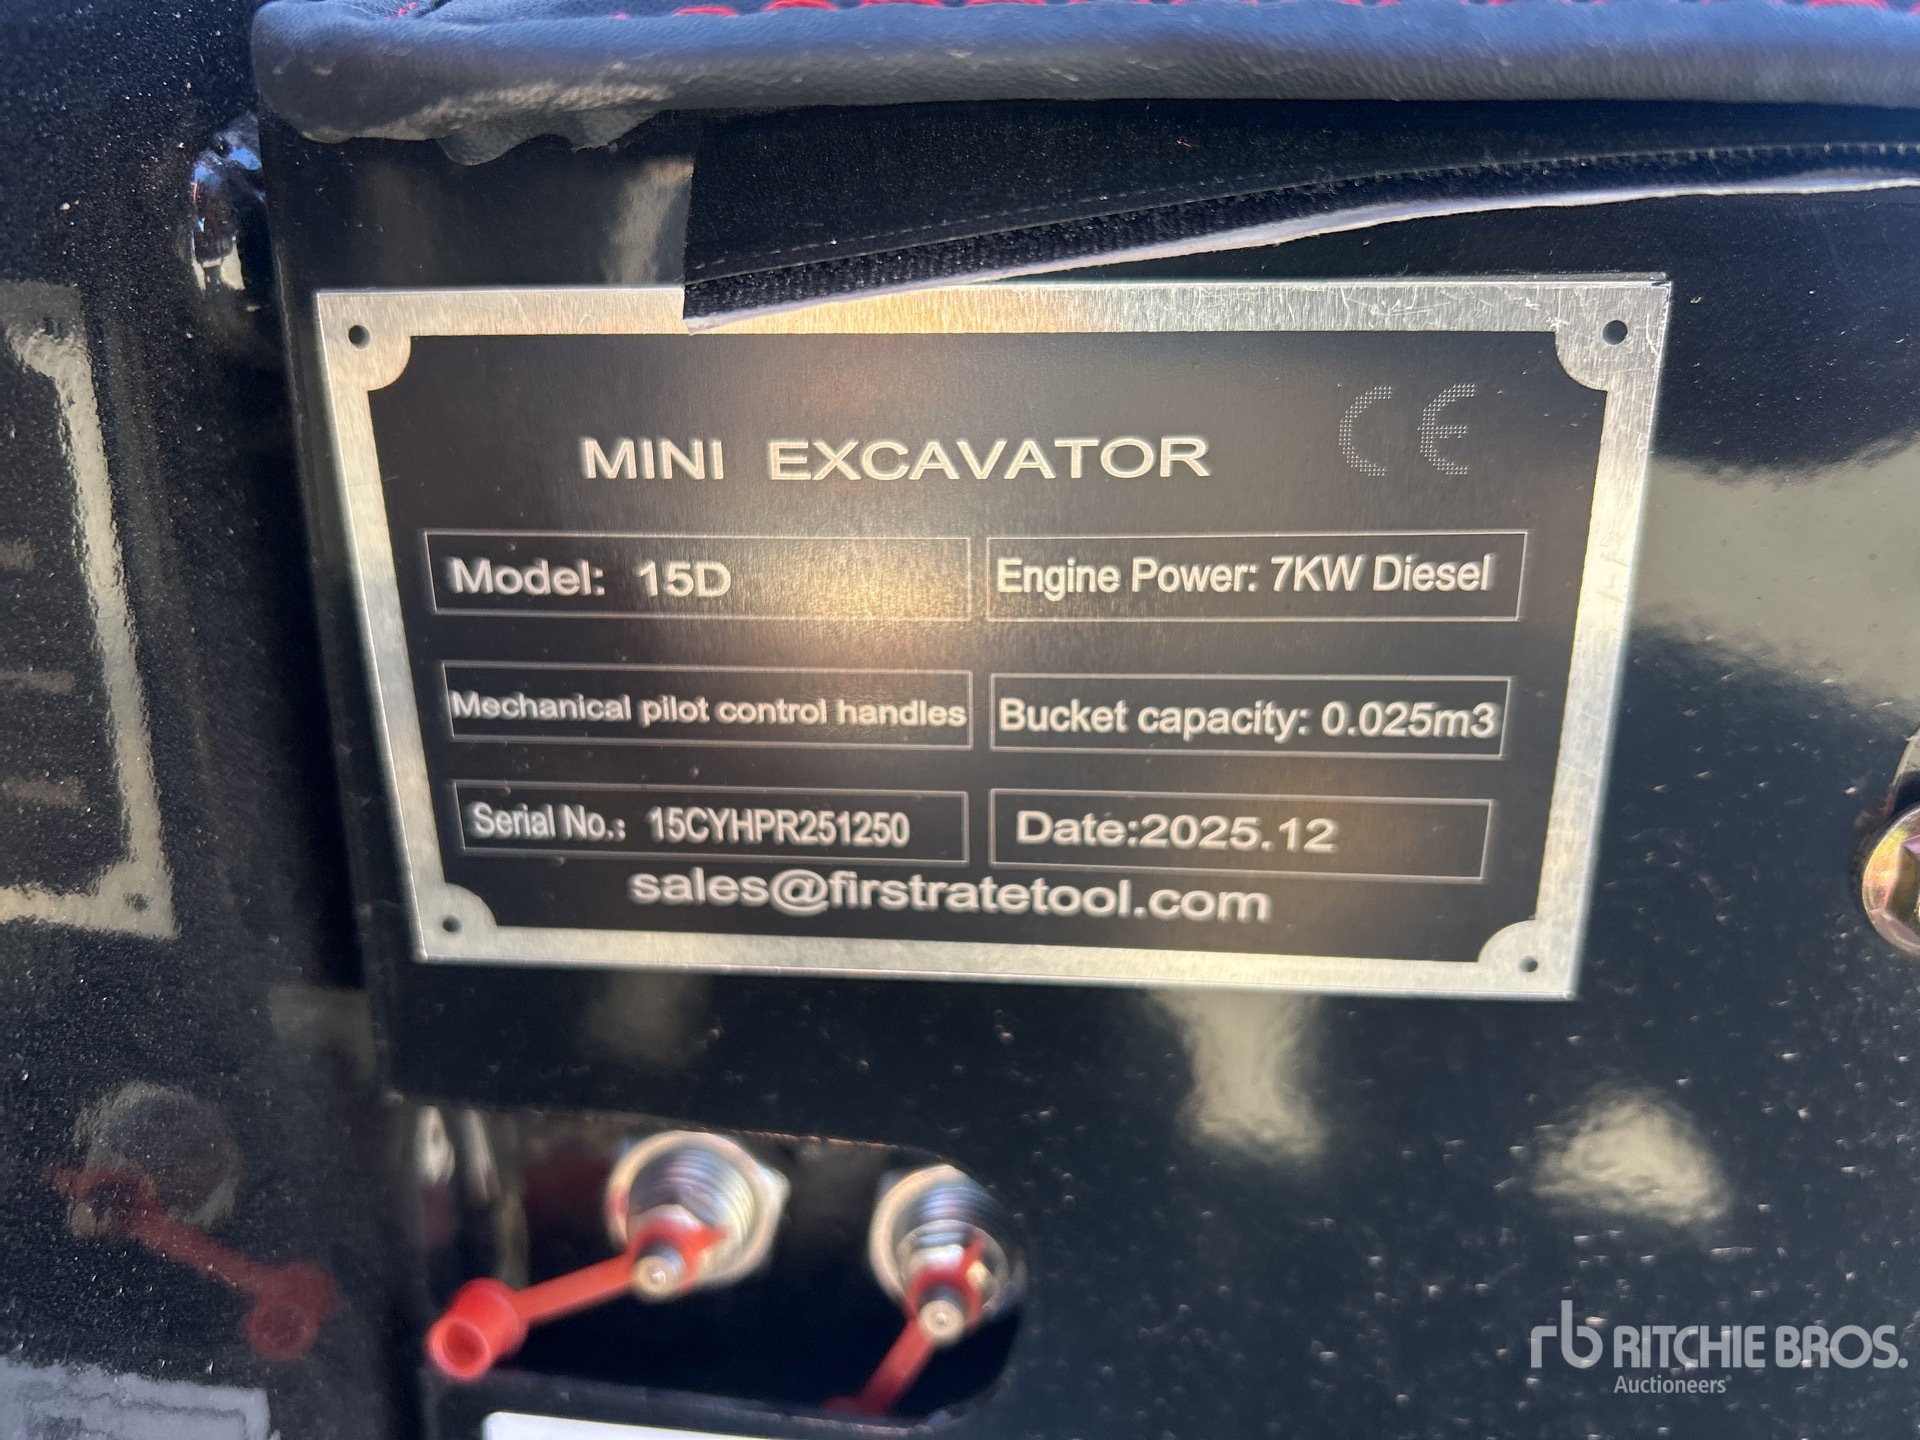 MINI EXCAVATOR CE
Model: 15D
Engine Power: 7KW Diesel
Mechanical pilot control handles
Bucket capacity: 0.025m3
Serial No.: 15CYHPR251250
Date:2025.12
sales@firstratetool.com
rb RITCHIE BROS.
Auctioneers